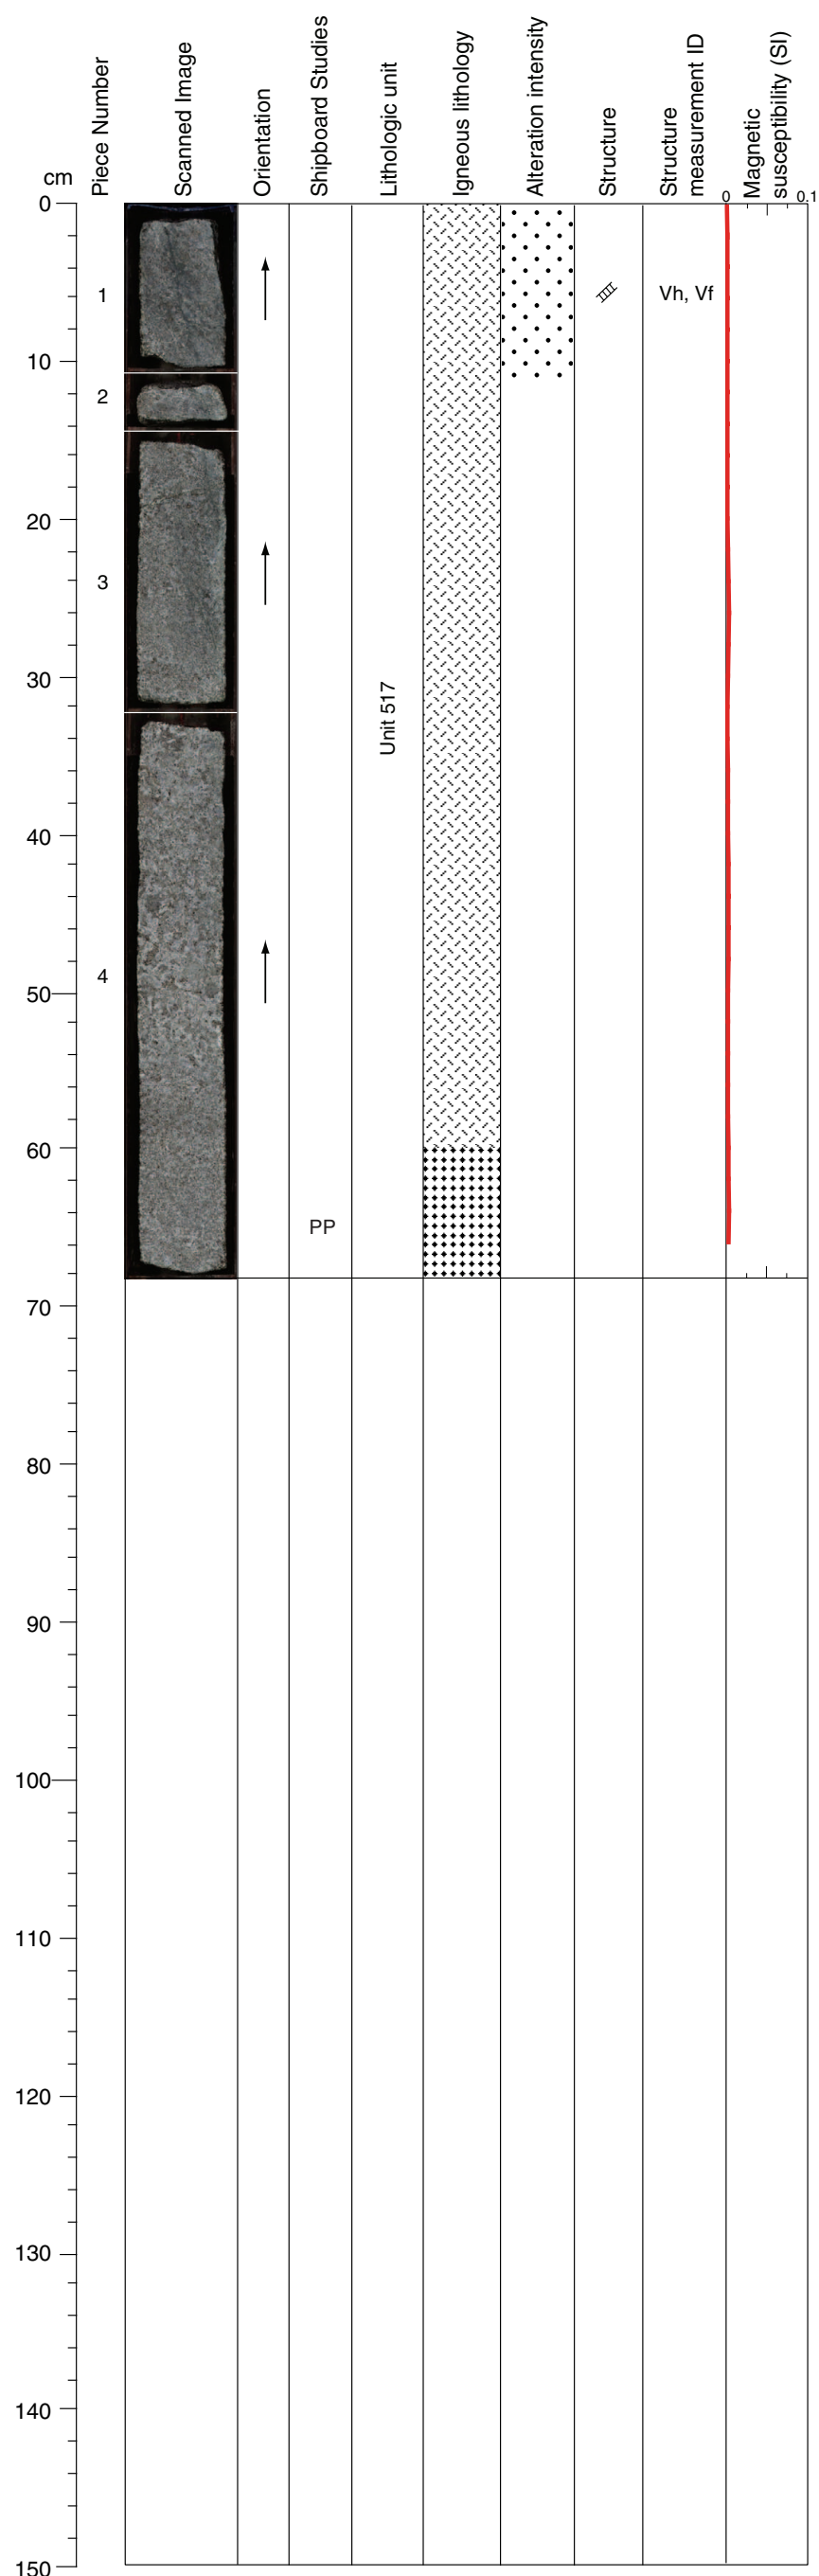 cm
Piece Number
Scanned Image
Orientation
Shipboard Studies
Lithologic unit
Igneous lithology
Alteration intensity
Structure
Structure
measurement ID
Magnetic
susceptibility (SI)
0
0.1
0
1
Vh, Vf
10
2
20
3
30
Unit 517
40
4
50
60
PP
70
80
90
100
110
120
130
140
150